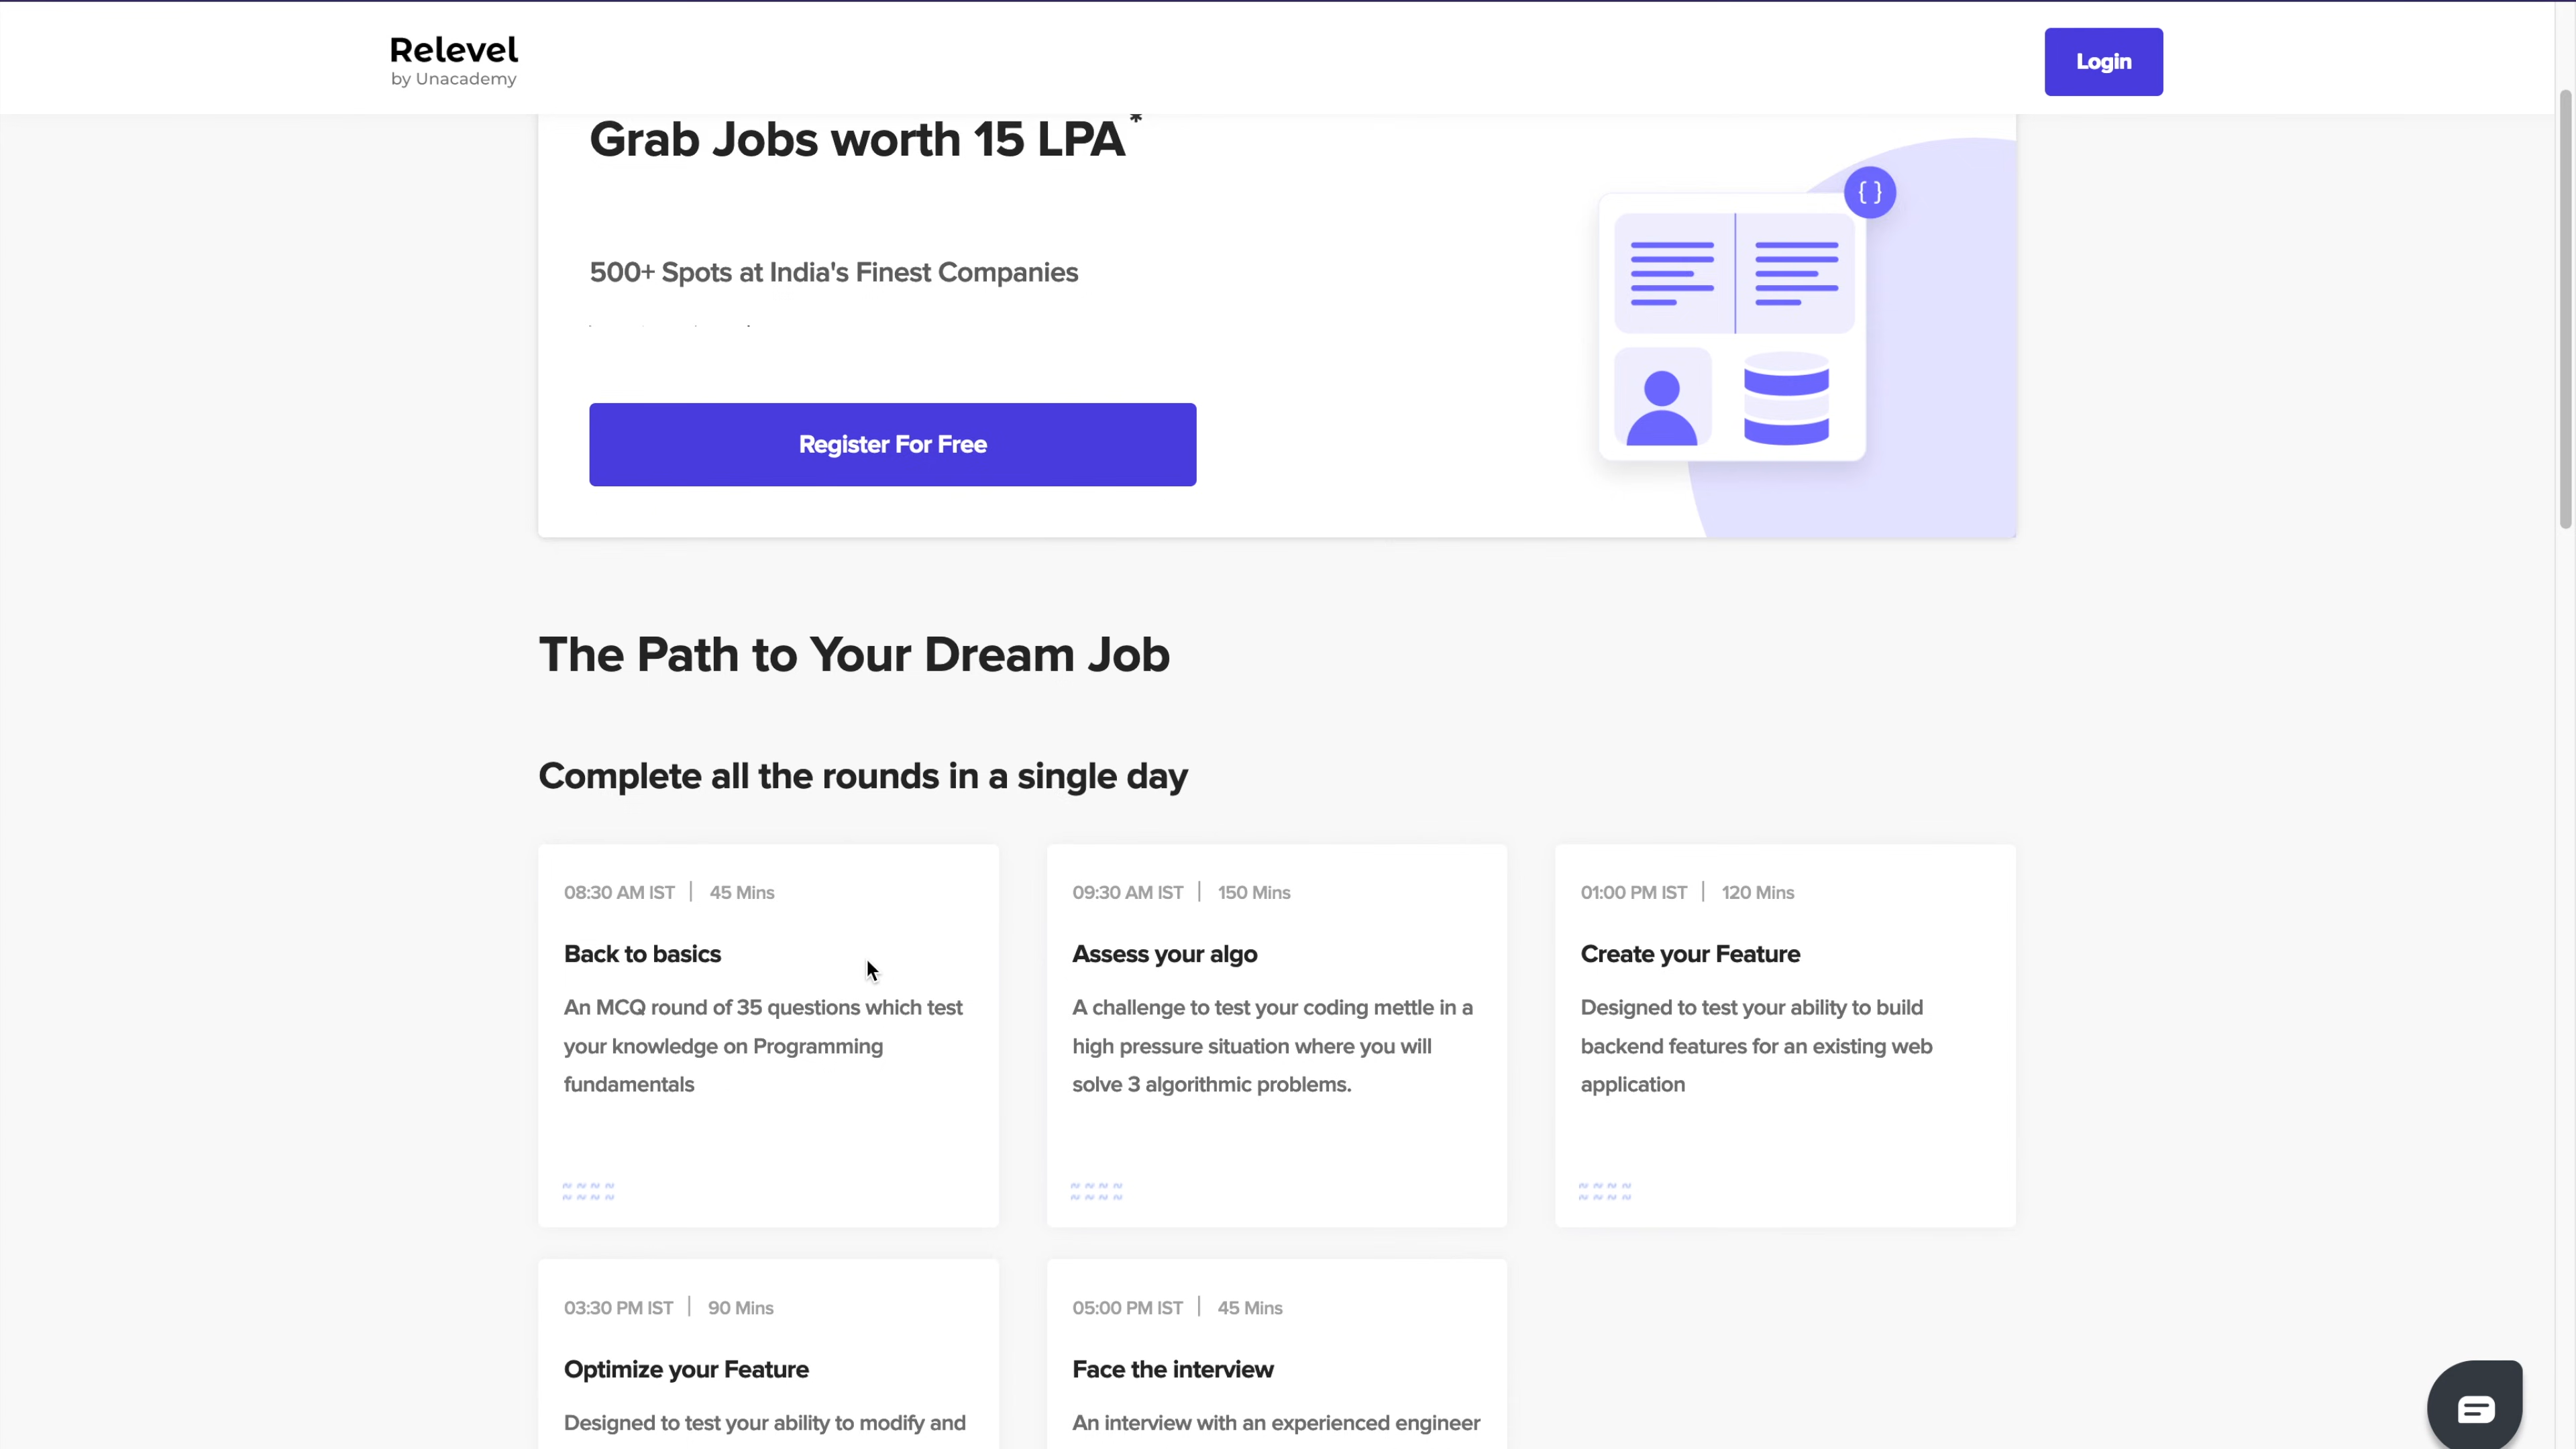 Relevel
by Unacademy
Login
Grab Jobs worth 15 LPA*
500+ Spots at India's Finest Companies
Register For Free
{ }
The Path to Your Dream Job
Complete all the rounds in a single day
08:30 AM IST | 45 Mins
Back to basics
An MCQ round of 35 questions which test
your knowledge on Programming
fundamentals
09:30 AM IST | 150 Mins
Assess your algo
A challenge to test your coding mettle in a
high pressure situation where you will
solve 3 algorithmic problems.
01:00 PM IST | 120 Mins
Create your Feature
Designed to test your ability to build
backend features for an existing web
application
03:30 PM IST | 90 Mins
Optimize your Feature
Designed to test your ability to modify and
05:00 PM IST | 45 Mins
Face the interview
An interview with an experienced engineer